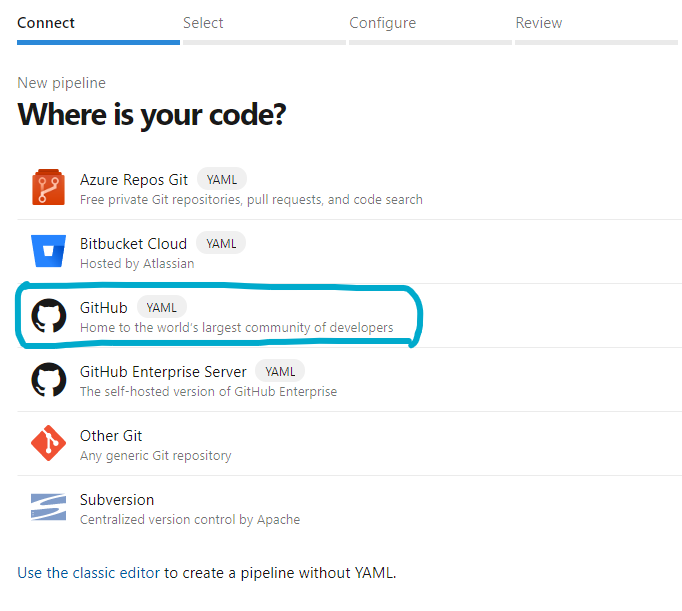 Connect Select Configure Review
New pipeline
Where is your code?
Azure Repos Git YAML
Free private Git repositories, pull requests, and code search
Bitbucket Cloud YAML
Hosted by Atlassian
GitHub YAML
Home to the world's largest community of developers
GitHub Enterprise Server YAML
The self-hosted version of GitHub Enterprise
Other Git
Any generic Git repository
Subversion
Centralized version control by Apache
Use the classic editor to create a pipeline without YAML.